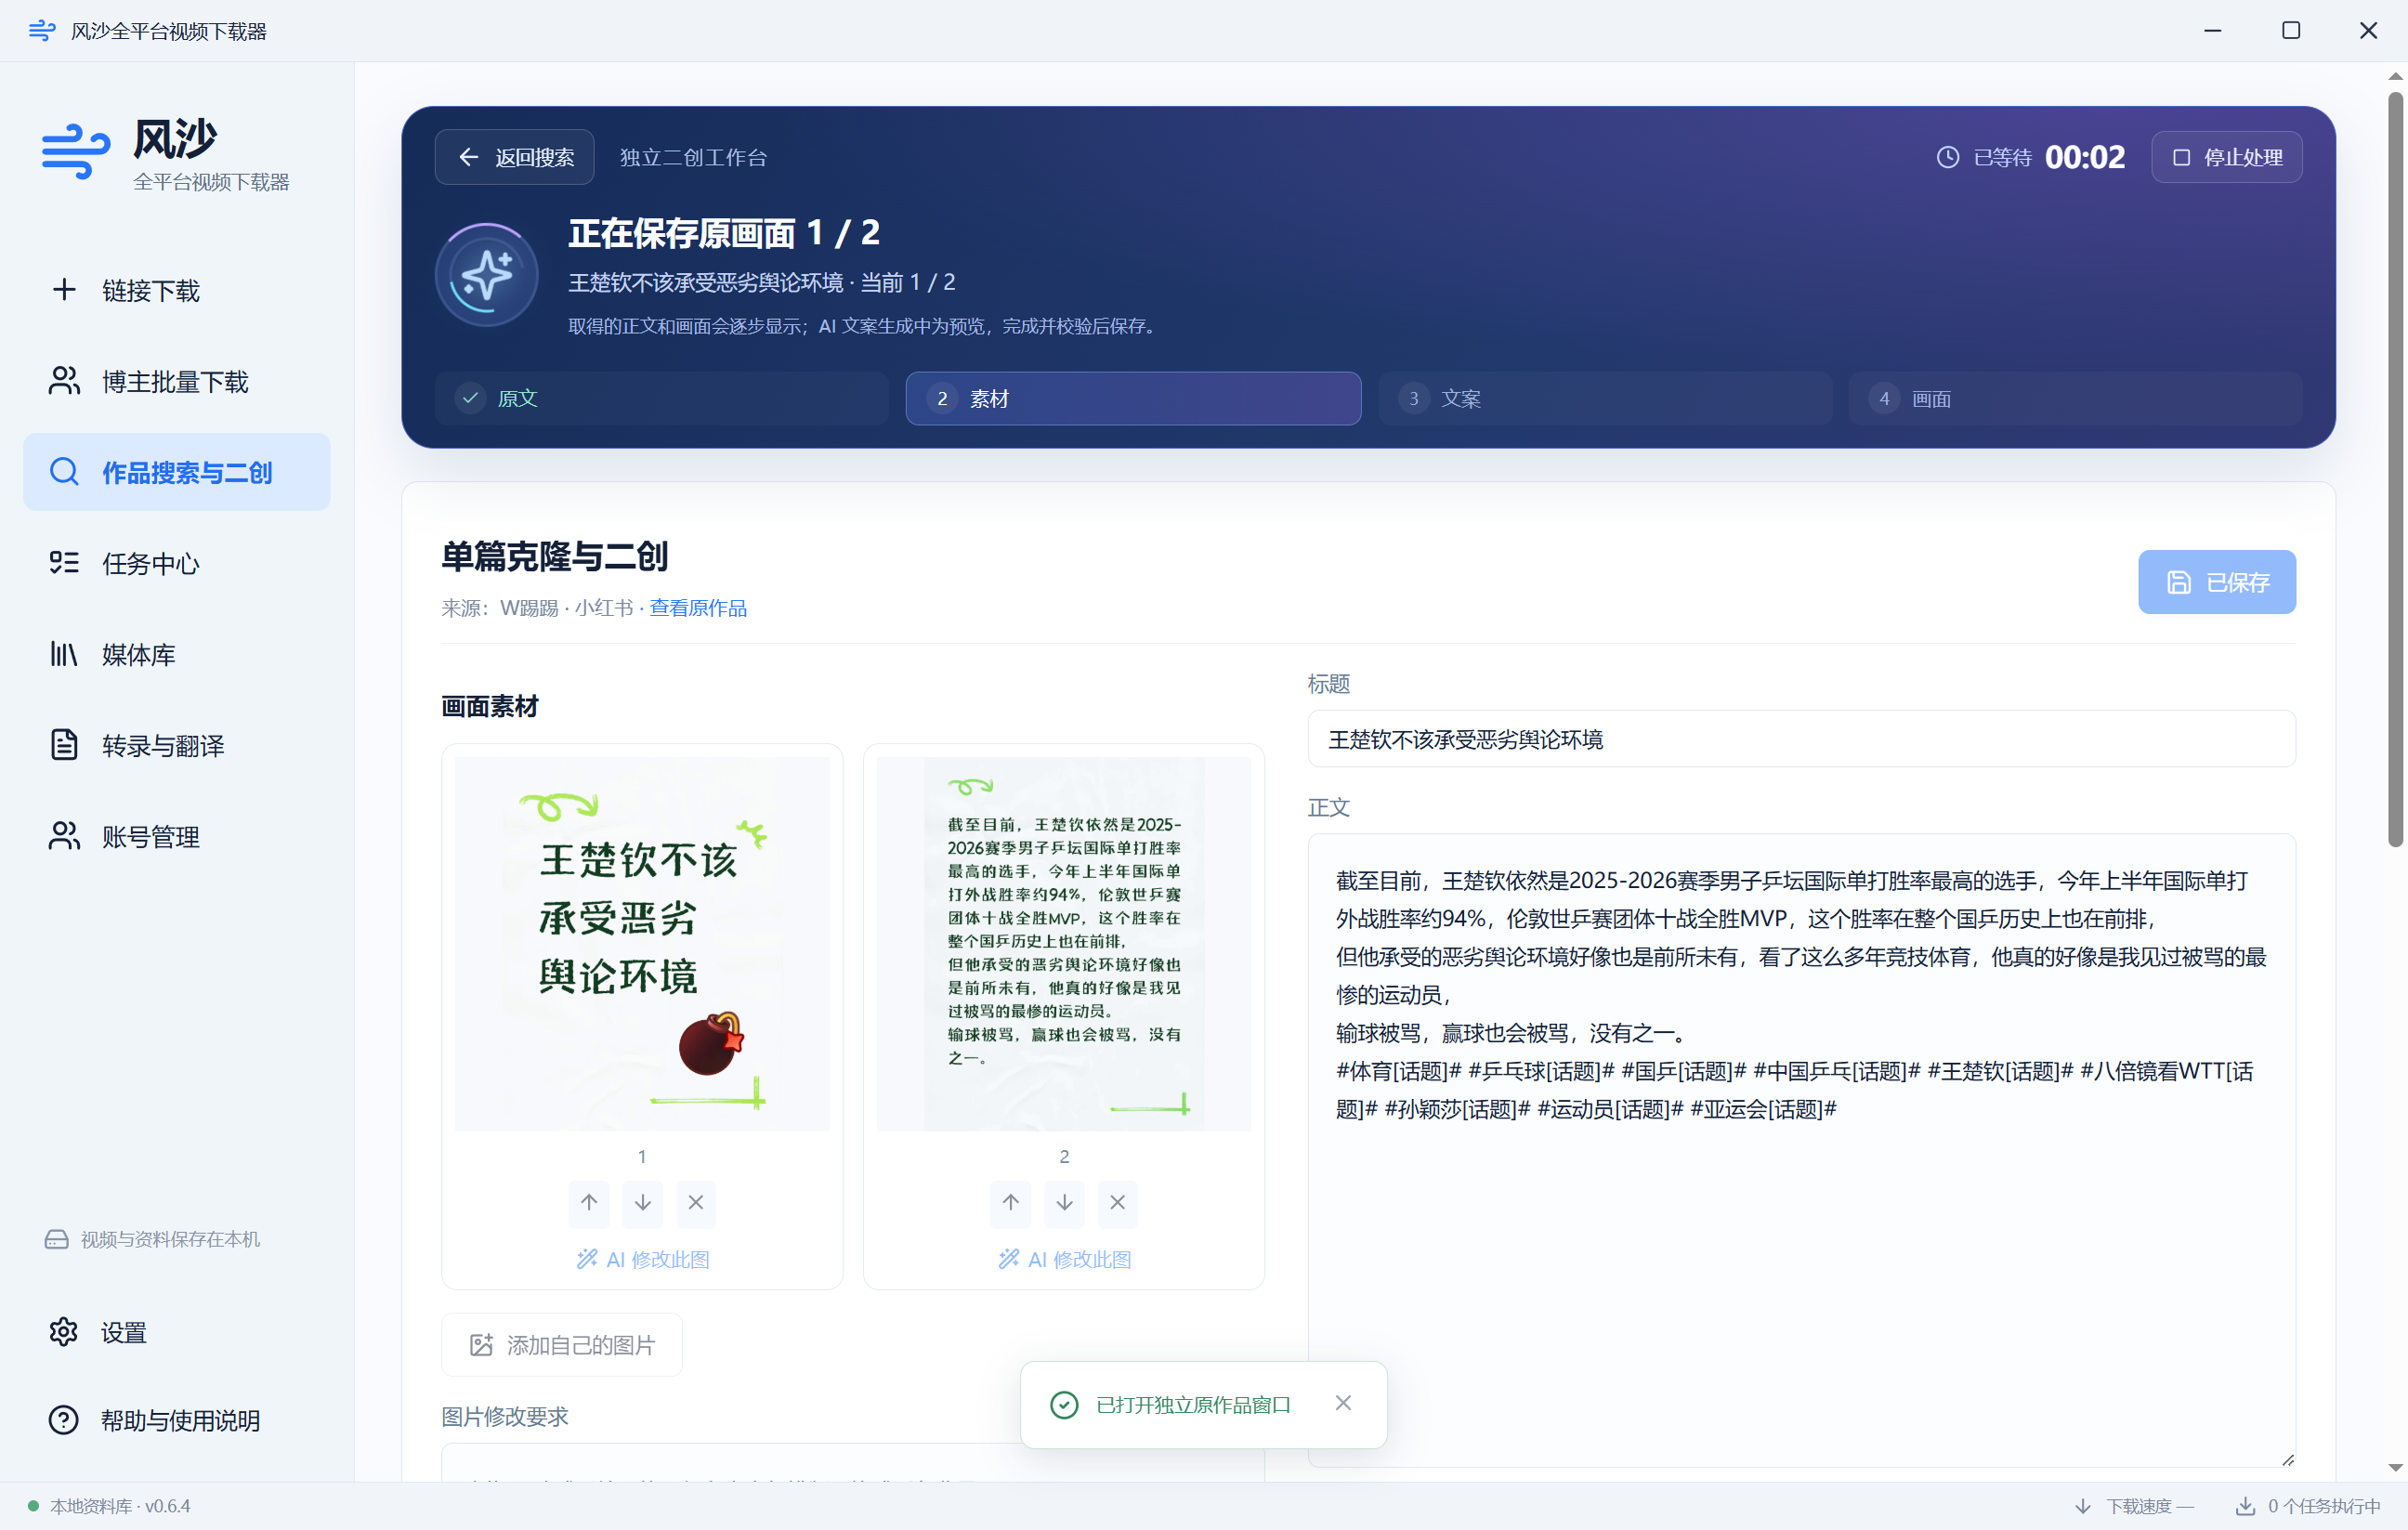 风沙全平台视频下载器
风沙
全平台视频下载器
链接下载
博主批量下载
作品搜索与二创
任务中心
媒体库
转录与翻译
账号管理
视频与资料保存在本机
设置
帮助与使用说明
返回搜索
独立二创工作台
已等待 00:02
停止处理
正在保存原画面 1 / 2
王楚钦不该承受恶劣舆论环境 · 当前 1 / 2
取得的正文和画面会逐步显示；AI 文案生成中为预览，完成并校验后保存。
原文
2 素材
3 文案
4 画面
单篇克隆与二创
来源：W踢踢 · 小红书 · 查看原作品
已保存
画面素材
王楚钦不该
承受恶劣
舆论环境
1
AI 修改此图
截至目前，王楚钦依然是2025-
2026赛季男子乒坛国际单打胜率
最高的选手，今年上半年国际单
打外战胜率约94%，伦敦世乒赛
团体十战全胜MVP，这个胜率在
整个国乒历史上也在前排，
但他承受的恶劣舆论环境好像也
是前所未有，他真的好像是我见
过被骂的最惨的运动员。
输球被骂，赢球也会被骂，没有
之一。
2
AI 修改此图
添加自己的图片
图片修改要求
标题
王楚钦不该承受恶劣舆论环境
正文
截至目前，王楚钦依然是2025-2026赛季男子乒坛国际单打胜率最高的选手，今年上半年国际单打
外战胜率约94%，伦敦世乒赛团体十战全胜MVP，这个胜率在整个国乒历史上也在前排，
但他承受的恶劣舆论环境好像也是前所未有，看了这么多年竞技体育，他真的好像是我见过被骂的最
惨的运动员，
输球被骂，赢球也会被骂，没有之一。
#体育[话题]# #乒乓球[话题]# #国乒[话题]# #中国乒乓[话题]# #王楚钦[话题]# #八倍镜看WTT[话
题]# #孙颖莎[话题]# #运动员[话题]# #亚运会[话题]#
已打开独立原作品窗口
本地资料库 · v0.6.4
下载速度 —
0 个任务执行中